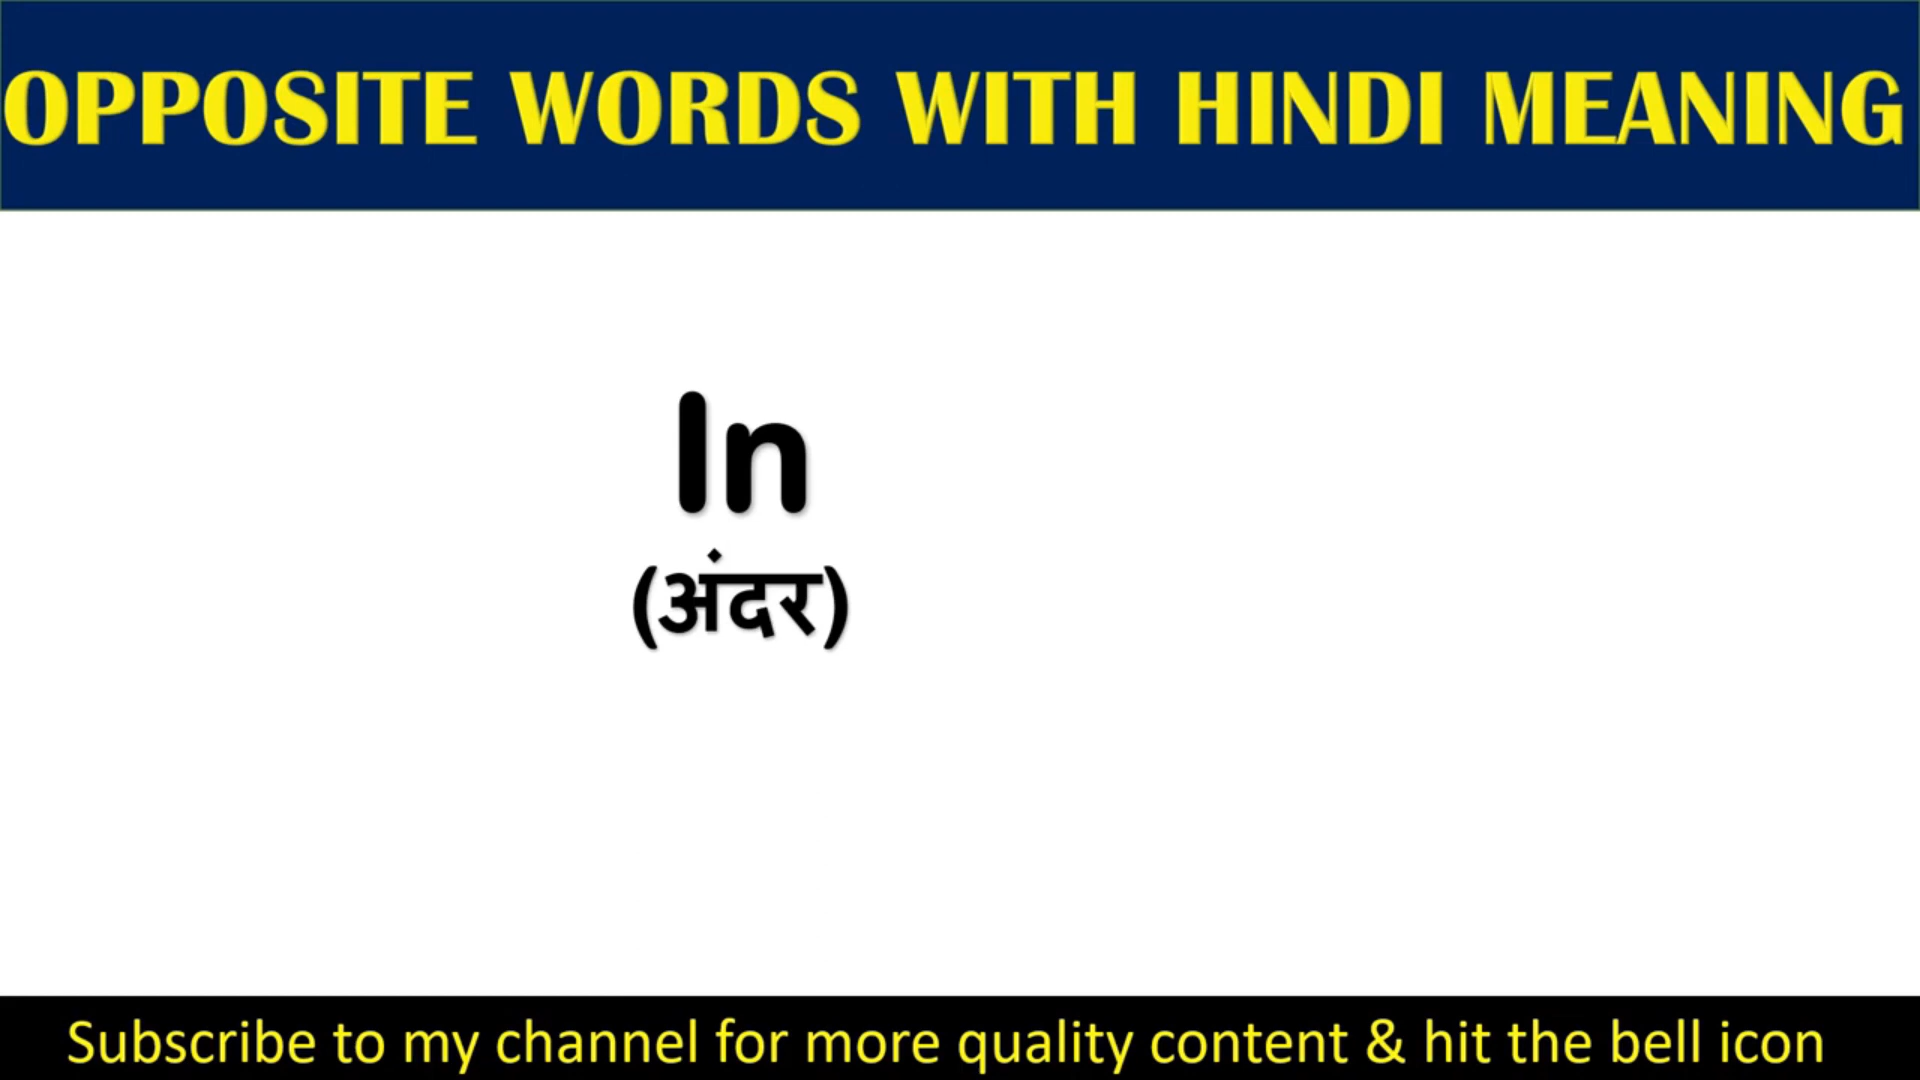 OPPOSITE WORDS WITH HINDI MEANING
In
(अंदर)
Subscribe to my channel for more quality content & hit the bell icon